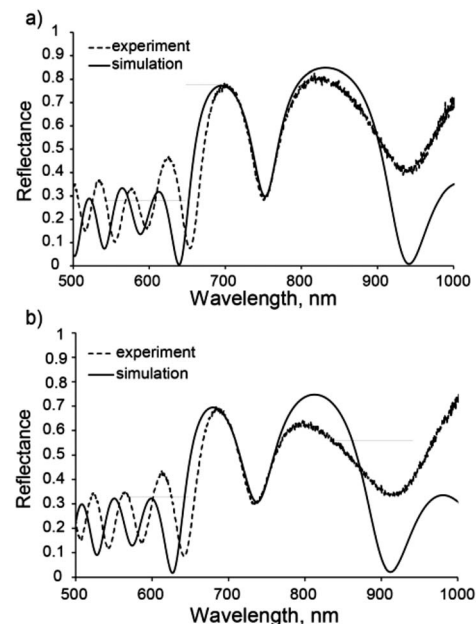 a)
1
0.9
0.8
0.7
0.6
0.5
0.4
0.3
0.2
0.1
0
Reflectance
experiment
simulation
500 600 700 800 900 1000
Wavelength, nm
b)
1
0.9
0.8
0.7
0.6
0.5
0.4
0.3
0.2
0.1
0
Reflectance
experiment
simulation
500 600 700 800 900 1000
Wavelength, nm